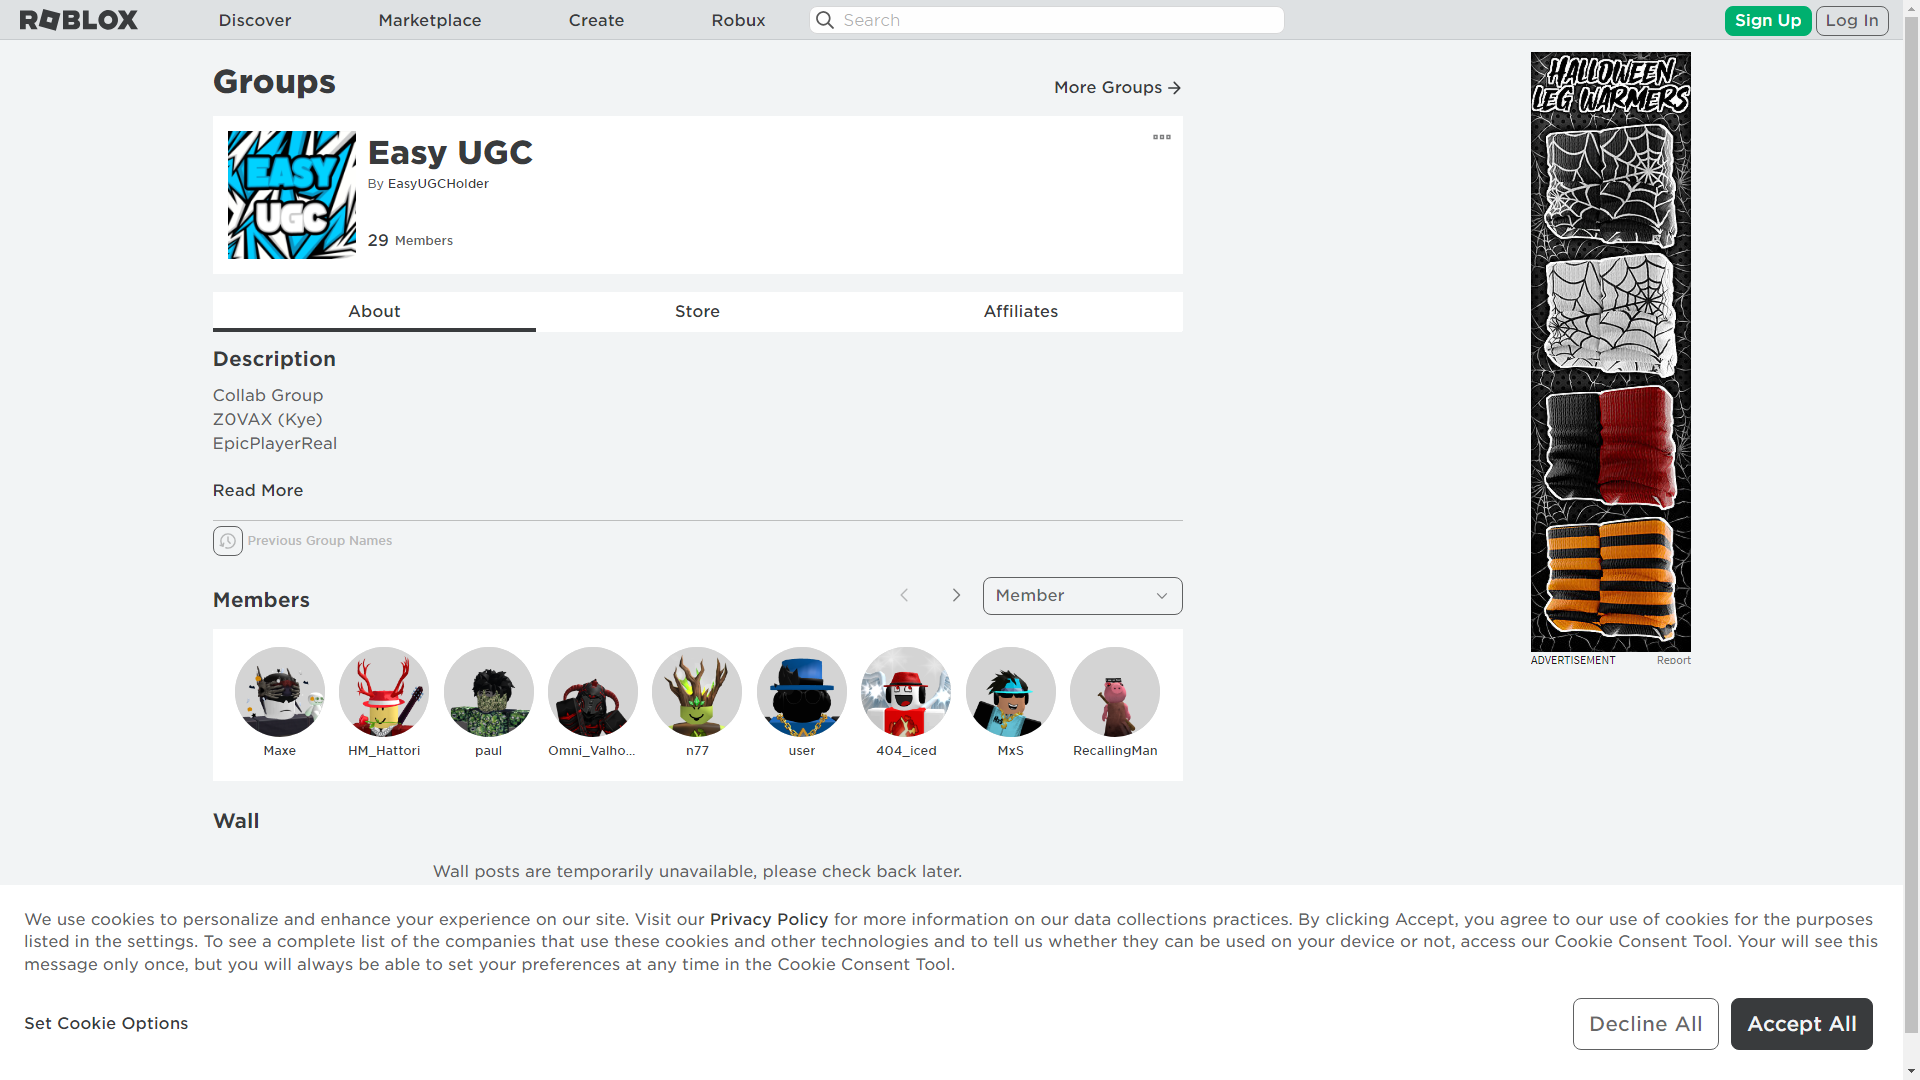 ROBLOX
Discover
Marketplace
Create
Robux
Search
Sign Up
Log In
Groups
More Groups
EASY
UGC
Easy UGC
By EasyUGCHolder
29 Members
About
Store
Affiliates
Description
Collab Group
Z0VAX (Kye)
EpicPlayerReal
Read More
Previous Group Names
Members
Member
Maxe
HM_Hattori
paul
Omni_Valho...
n77
user
404_iced
MxS
RecallingMan
Wall
Wall posts are temporarily unavailable, please check back later.
HALLOWEEN
LEG WARMERS
ADVERTISEMENT
Report
We use cookies to personalize and enhance your experience on our site. Visit our Privacy Policy for more information on our data collections practices. By clicking Accept, you agree to our use of cookies for the purposes
listed in the settings. To see a complete list of the companies that use these cookies and other technologies and to tell us whether they can be used on your device or not, access our Cookie Consent Tool. Your will see this
message only once, but you will always be able to set your preferences at any time in the Cookie Consent Tool.
Set Cookie Options
Decline All
Accept All